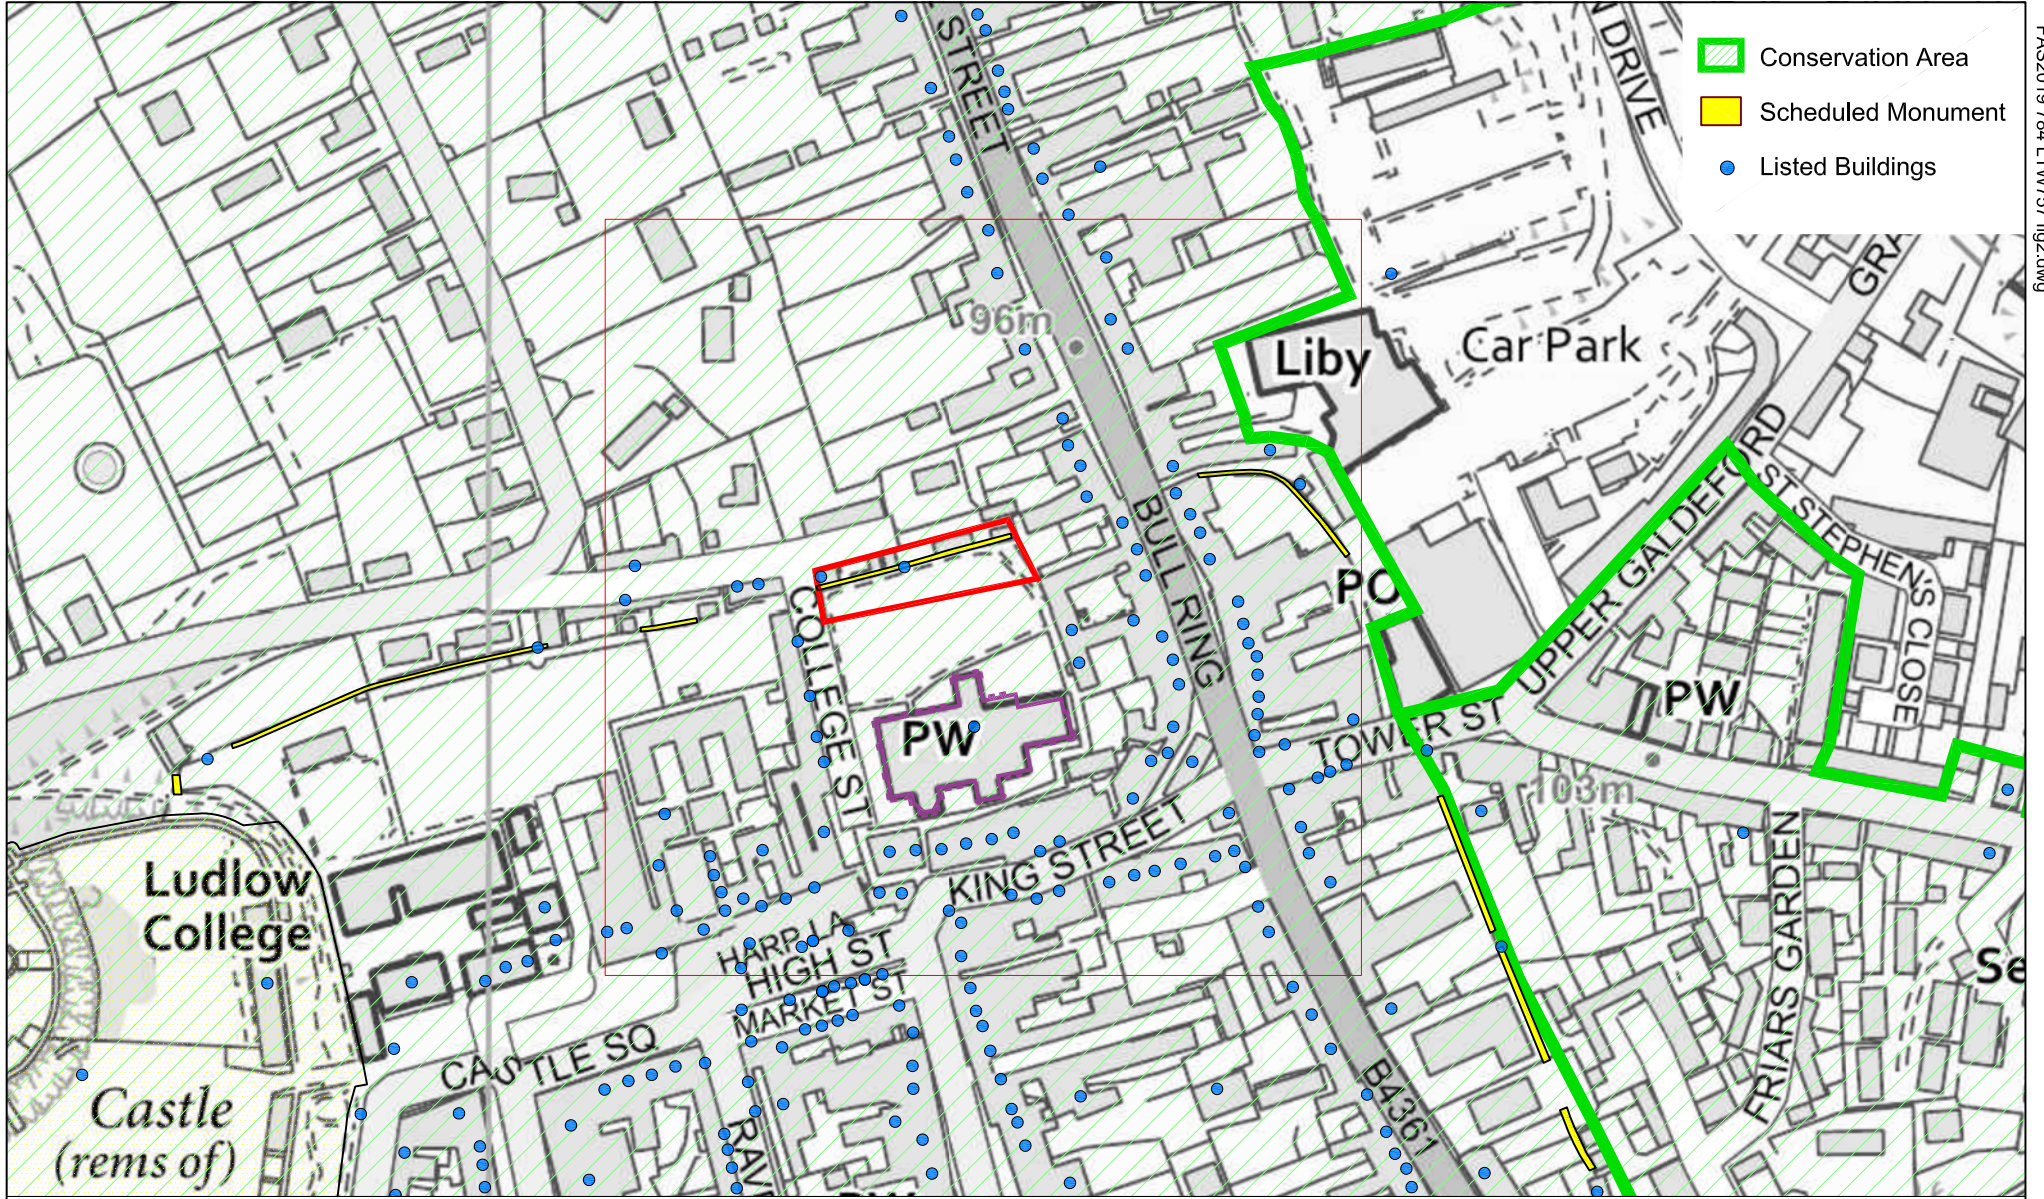 STREET
N DRIVE
Conservation Area
Scheduled Monument
Listed Buildings
GRA
96m
Liby
Car Park
BULL RING
PO
UPPER GALDEFORD
ST STEPHEN'S CLOSE
COLLEGE ST
PW
PW
TOWER ST
103m
KING STREET
Ludlow
College
HARP LA
HIGH ST
MARKET ST
CASTLE SQ
FRIARS GARDEN
Se
Castle
(rems of)
RAVE
B4361
PW